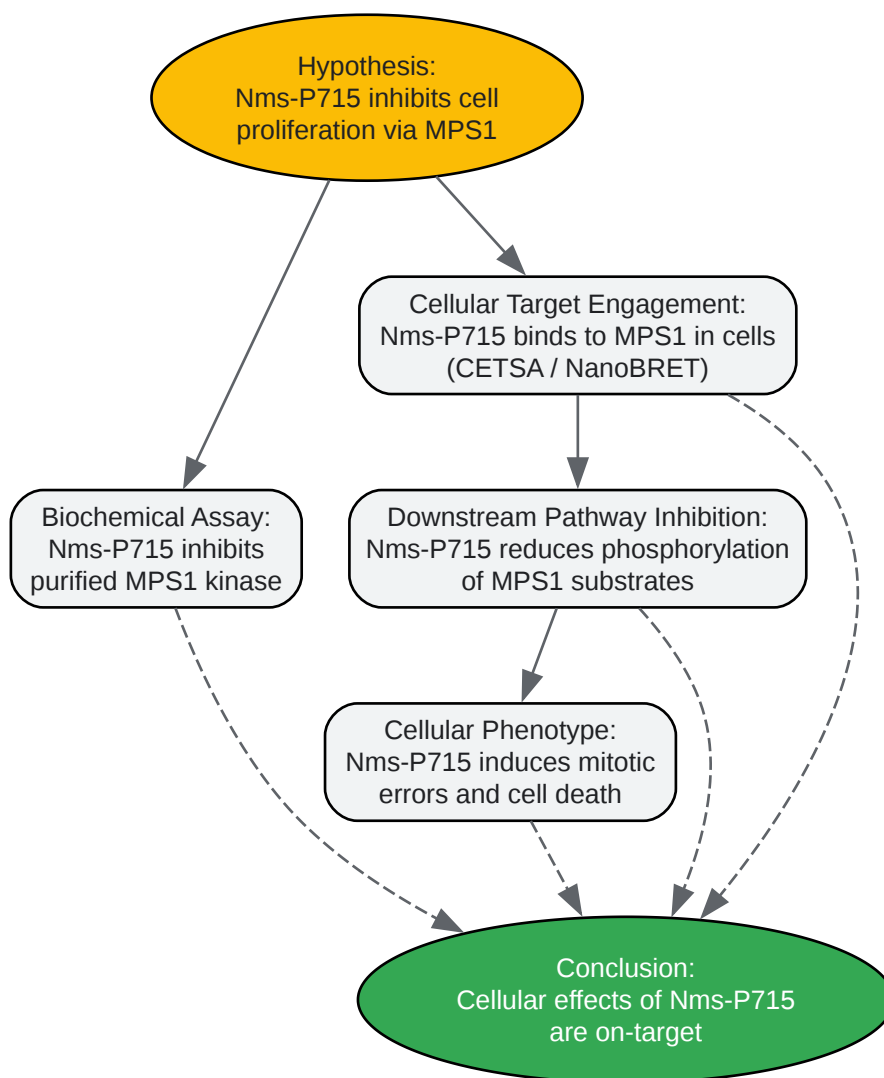 Hypothesis:
Nms-P715 inhibits cell
proliferation via MPS1
Cellular Target Engagement:
Nms-P715 binds to MPS1 in cells
(CETSA / NanoBRET)
Biochemical Assay:
Nms-P715 inhibits
purified MPS1 kinase
Downstream Pathway Inhibition:
Nms-P715 reduces phosphorylation
of MPS1 substrates
Cellular Phenotype:
Nms-P715 induces mitotic
errors and cell death
Conclusion:
Cellular effects of Nms-P715
are on-target